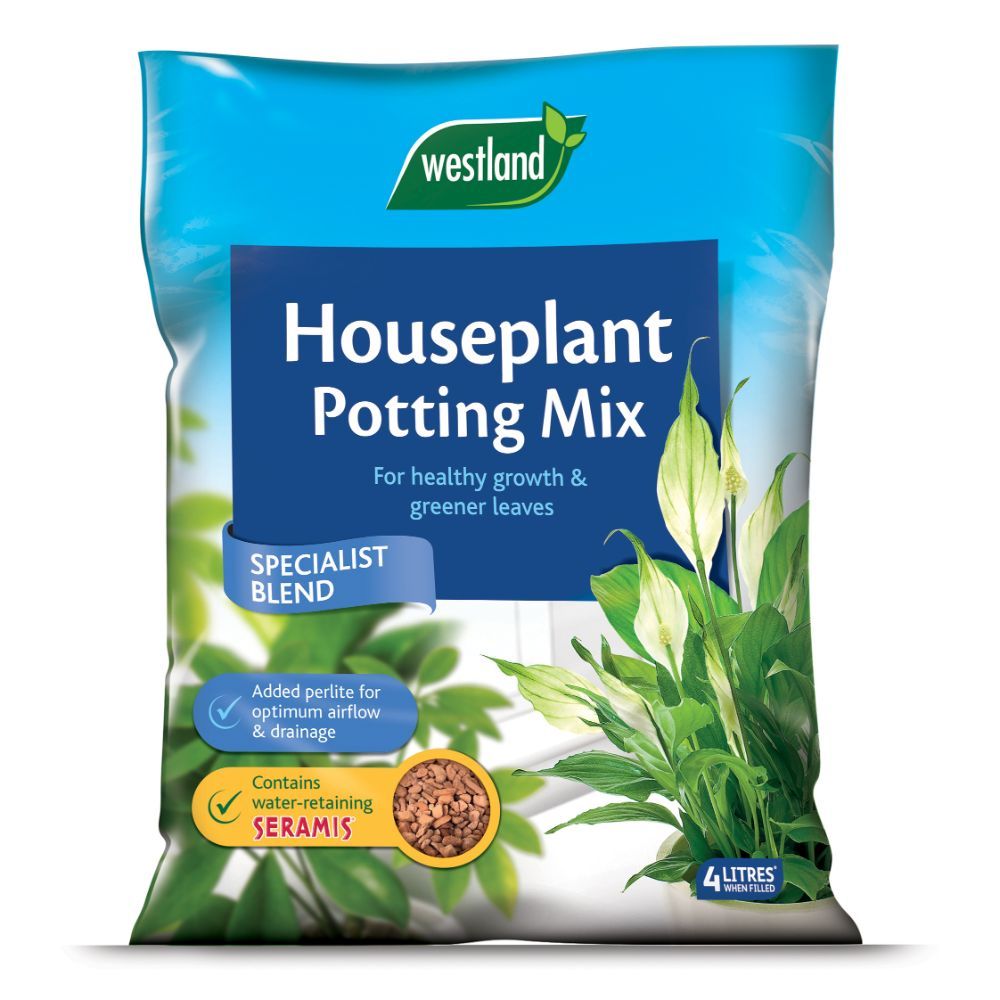 westland
Houseplant
Potting Mix
For healthy growth &
greener leaves
SPECIALIST
BLEND
Added perlite for
optimum airflow
& drainage
Contains
water-retaining
SERAMIS®
4 LITRES*
WHEN FILLED